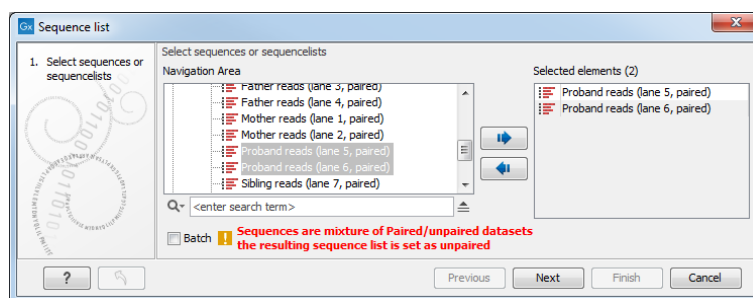 Gx Sequence list
1. Select sequences or
sequencelists
Select sequences or sequencelists
Navigation Area
Father reads (lane 3, paired)
Father reads (lane 4, paired)
Mother reads (lane 1, paired)
Mother reads (lane 2, paired)
Proband reads (lane 5, paired)
Proband reads (lane 6, paired)
Sibling reads (lane 7, paired)
<enter search term>
Batch
Sequences are mixture of Paired/unpaired datasets
the resulting sequence list is set as unpaired
Selected elements (2)
Proband reads (lane 5, paired)
Proband reads (lane 6, paired)
?
Previous
Next
Finish
Cancel